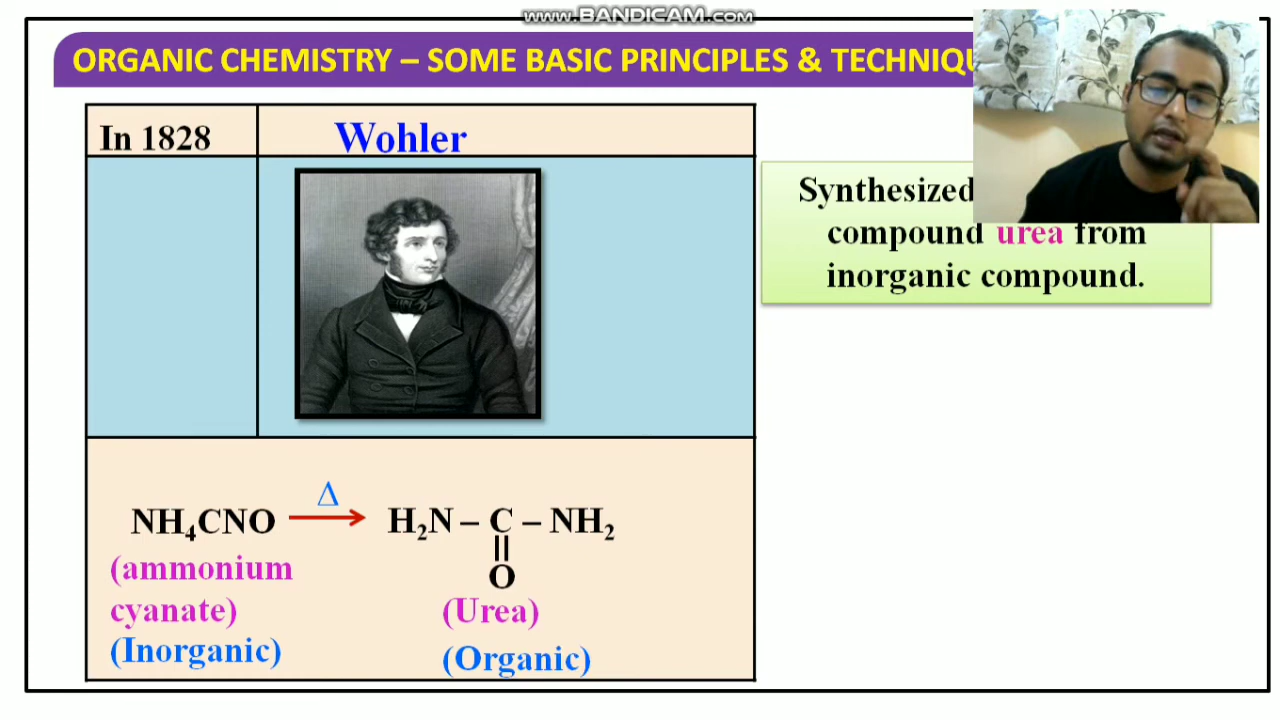 www.BANDICAM.com
ORGANIC CHEMISTRY – SOME BASIC PRINCIPLES & TECHNIQU
In 1828
Wohler
Synthesized
compound urea from
inorganic compound.
NH₄CNO Δ H₂N – C – NH₂
O
(ammonium
cyanate)
(Inorganic)
(Urea)
(Organic)